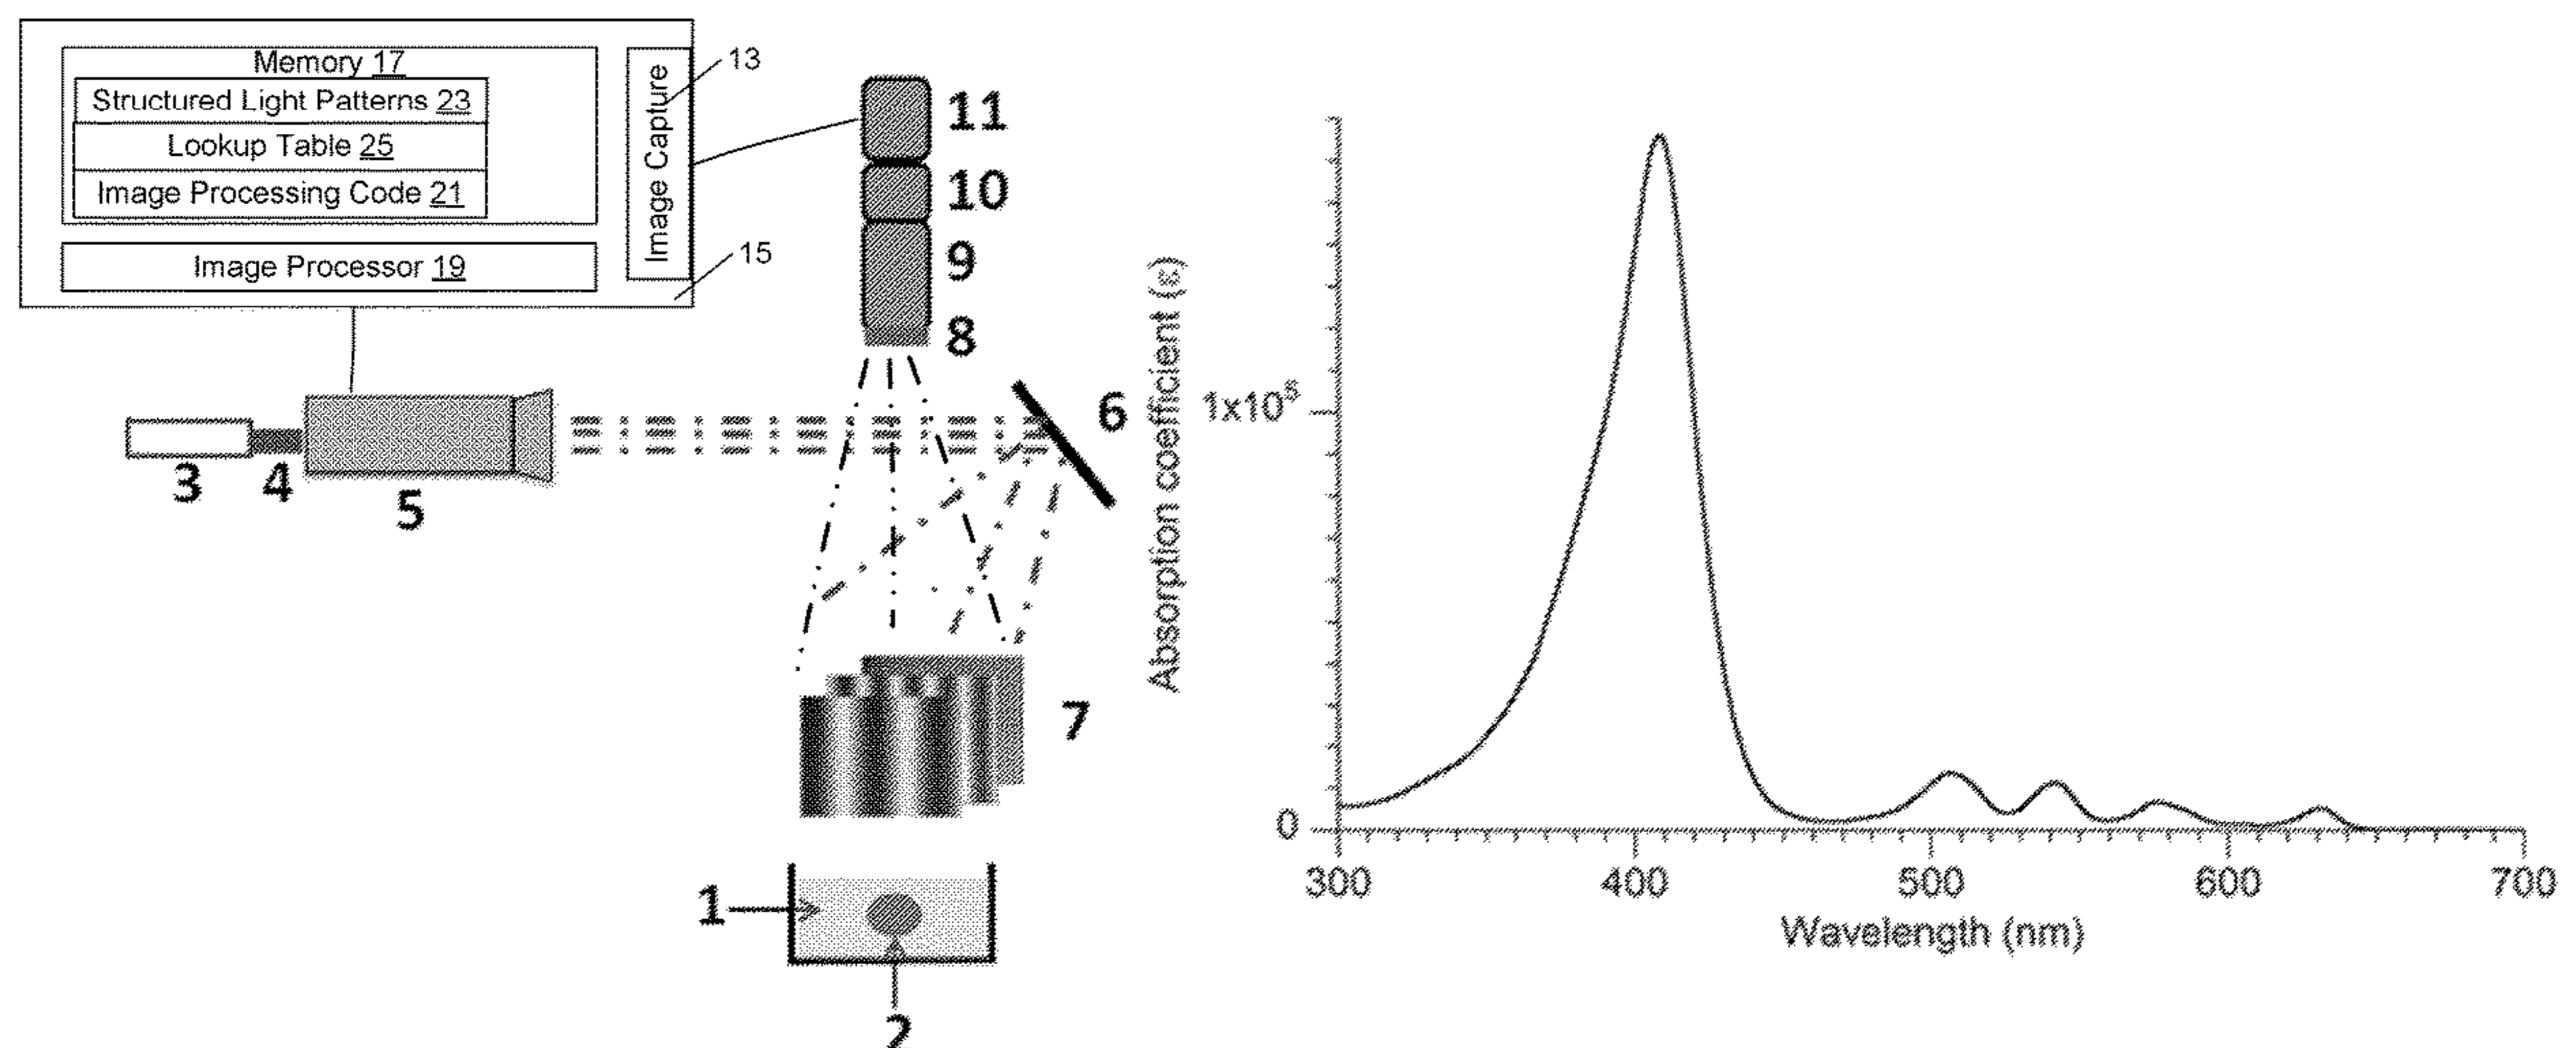 Memory 17
Structured Light Patterns 23
Lookup Table 25
Image Processing Code 21
Image Processor 19
Image Capture
13
15
11
10
9
8
6
3
4
5
7
1
2
Absorption coefficient (ε)
1x10⁵
0
300
400
500
600
700
Wavelength (nm)